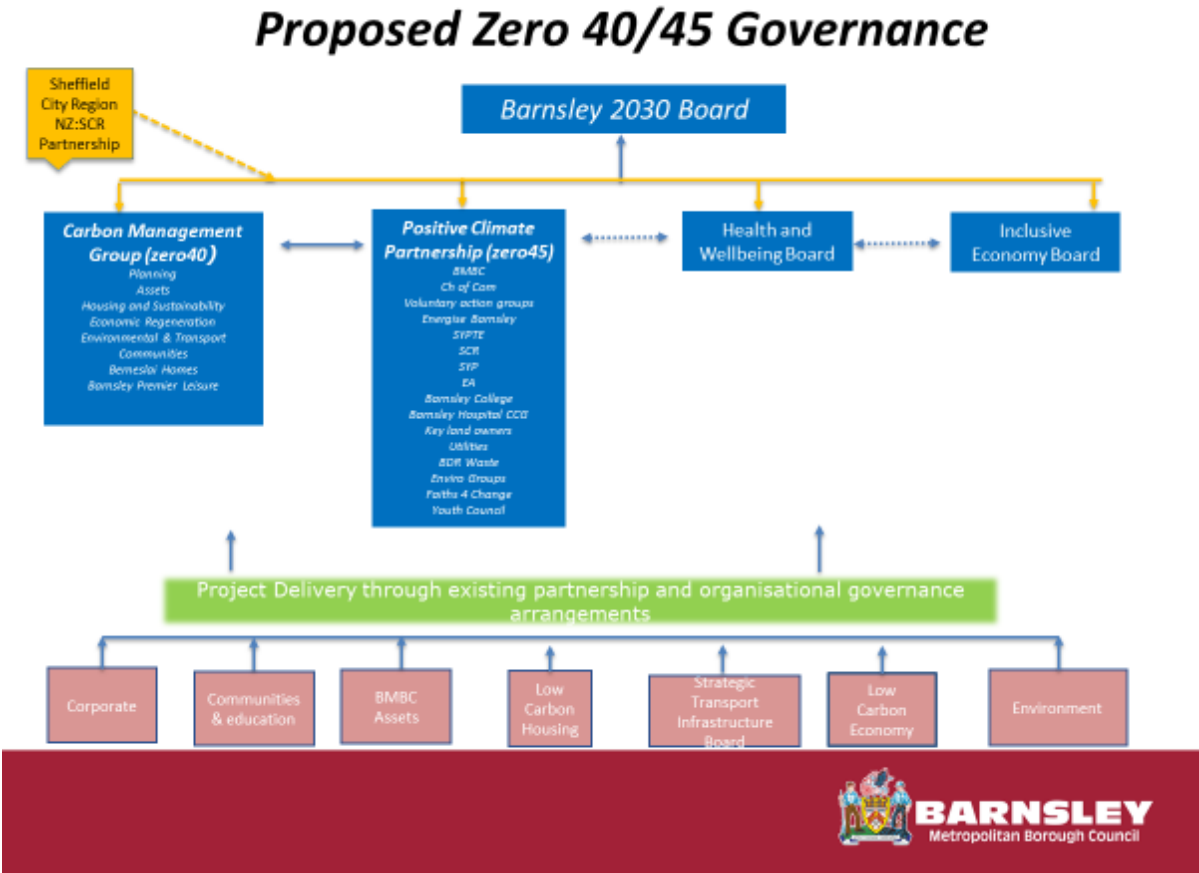 Proposed Zero 40/45 Governance
Sheffield
City Region
NZ:SCR
Partnership
Barnsley 2030 Board
Carbon Management
Group (zero40)
Planning
Assets
Housing and Sustainability
Economic Regeneration
Environmental & Transport
Communities
Berneslai Homes
Barnsley Premier Leisure
Positive Climate
Partnership (zero45)
BMBC
Ch of Com
Voluntary action groups
Energise Barnsley
SYPTE
SCR
SYP
EA
Barnsley College
Barnsley Hospital CCG
Key land owners
Utilities
BDR Waste
Enviro Groups
Faiths 4 Change
Youth Council
Health and
Wellbeing Board
Inclusive
Economy Board
Project Delivery through existing partnership and organisational governance
arrangements
Corporate
Communities
& education
BMBC
Assets
Low
Carbon
Housing
Strategic
Transport
Infrastructure
Board
Low
Carbon
Economy
Environment
BARNSLEY
Metropolitan Borough Council